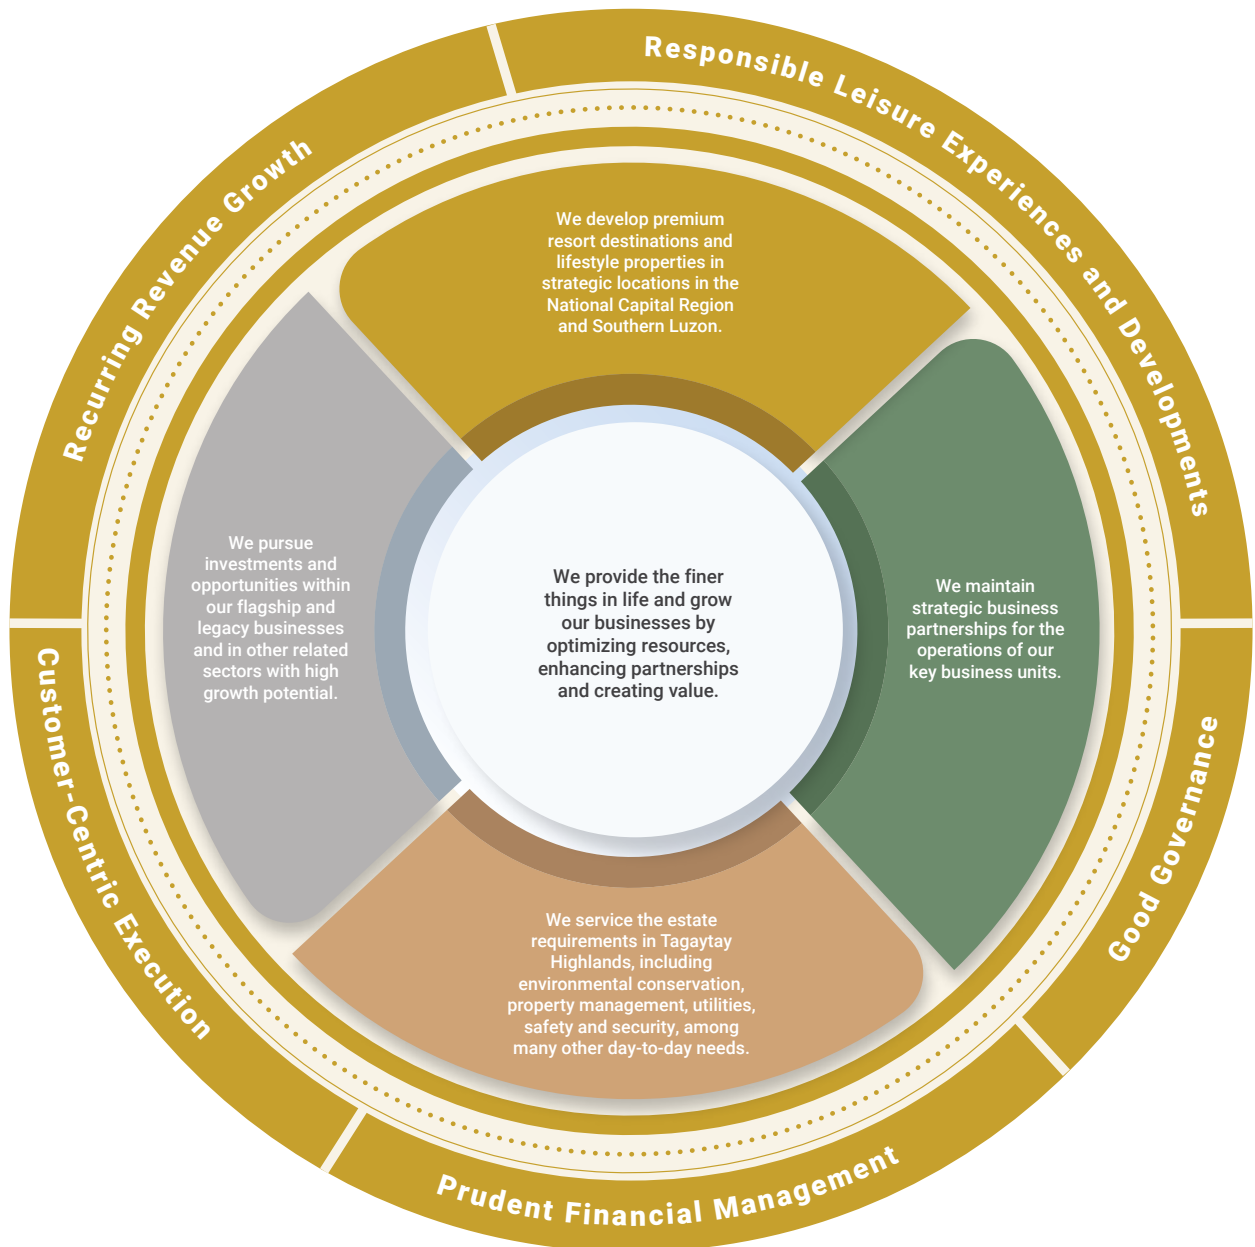 Responsible Leisure Experiences and Developments
Recurring Revenue Growth
We develop premium
resort destinations and
lifestyle properties in
strategic locations in the
National Capital Region
and Southern Luzon.
We pursue
investments and
opportunities within
our flagship and
legacy businesses
and in other related
sectors with high
growth potential.
We provide the finer
things in life and grow
our businesses by
optimizing resources,
enhancing partnerships
and creating value.
We maintain
strategic business
partnerships for the
operations of our
key business units.
We service the estate
requirements in Tagaytay
Highlands, including
environmental conservation,
property management, utilities,
safety and security, among
many other day-to-day needs.
Customer-Centric Execution
Good Governance
Prudent Financial Management